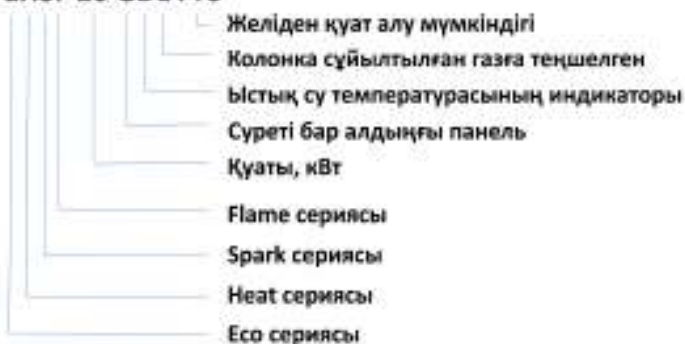 Желіден қуат алу мүмкіндігі
Колонка сұйылтылған газға теңшелген
Ыстық су температурасының индикаторы
Суреті бар алдыңғы панель
Қуаты, кВт
Flame сериясы
Spark сериясы
Heat сериясы
Eco сериясы